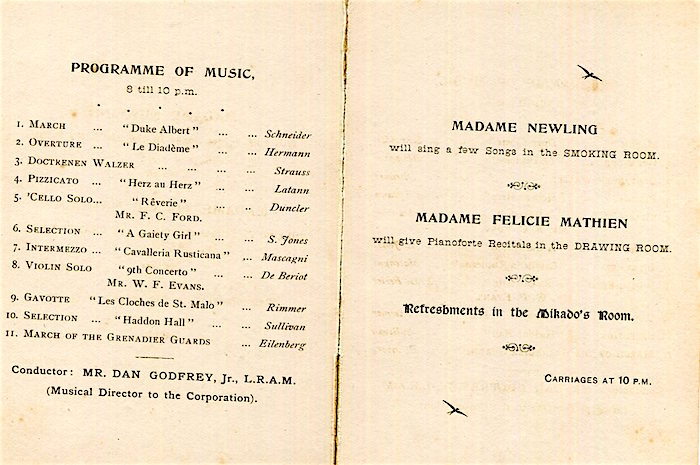 PROGRAMME OF MUSIC,
8 till 10 p.m.
1. MARCH ... "Duke Albert" ... ... Schneider
2. OVERTURE ... "Le Diadème" ... ... Hermann
3. DOCTRENEN WALZER ... ... ... ... Strauss
4. PIZZICATO ... "Herz au Herz" ... ... Latann
5. 'CELLO SOLO... "Rêverie" ... .. Duncler
MR. F. C. FORD.
6. SELECTION ... "A Gaiety Girl" ... ... S. Jones
7. INTERMEZZO ... "Cavalleria Rusticana" ... Mascagni
8. VIOLIN SOLO "9th Concerto" ... ... De Beriot
MR. W. F. EVANS.
9. GAVOTTE "Les Cloches de St. Malo" ... Rimmer
10. SELECTION ... "Haddon Hall" ... ... Sullivan
11. MARCH OF THE GRENADIER GUARDS ... Eilenberg
Conductor: MR. DAN GODFREY, Jr., L.R.A.M.
(Musical Director to the Corporation).
MADAME NEWLING
will sing a few Songs in the SMOKING ROOM.
MADAME FELICIE MATHIEN
will give Pianoforte Recitals in the DRAWING ROOM.
Refreshments in the Mikado's Room.
CARRIAGES AT 10 P.M.